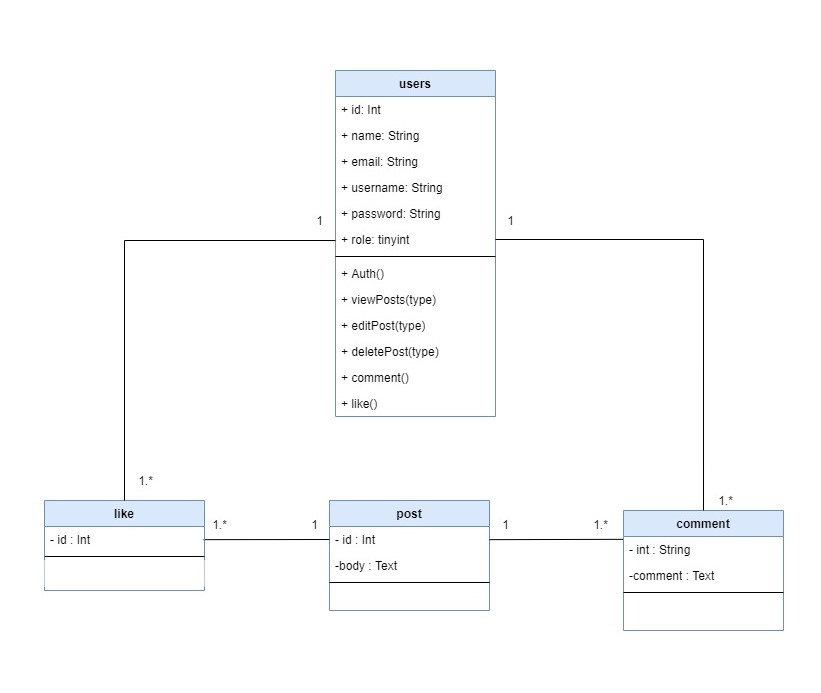 users
+ id: Int
+ name: String
+ email: String
+ username: String
+ password: String
+ role: tinyint
+ Auth()
+ viewPosts(type)
+ editPost(type)
+ deletePost(type)
+ comment()
+ like()
1
1
1.*
1.*
like
- id : Int
1.*
1
post
- id : Int
-body : Text
1
1.*
comment
- int : String
-comment : Text